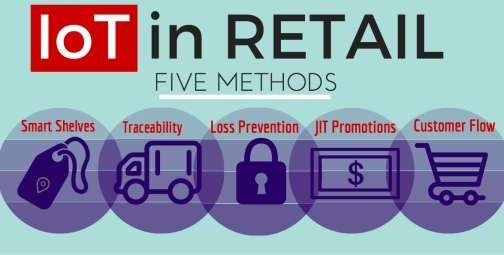 IoT in RETAIL
FIVE METHODS
Smart Shelves Traceability Loss Prevention JIT Promotions Customer Flow
$